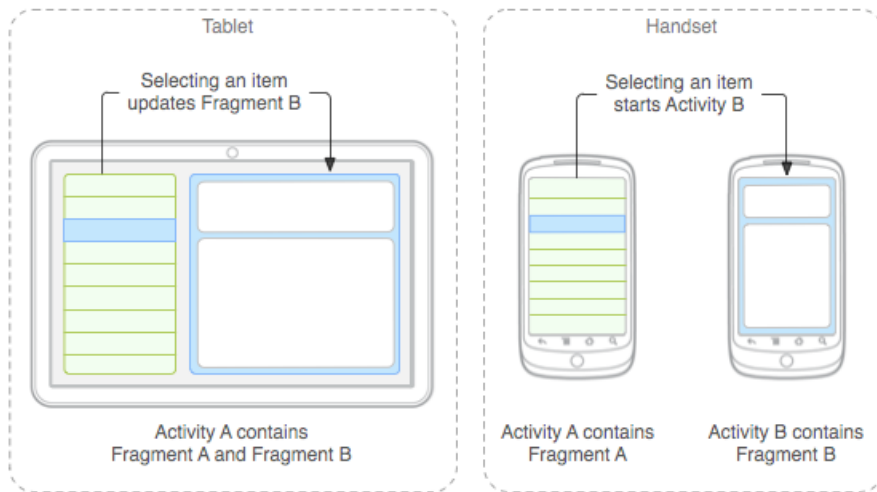 Tablet
Selecting an item
updates Fragment B
Activity A contains
Fragment A and Fragment B
Handset
Selecting an item
starts Activity B
Activity A contains
Fragment A
Activity B contains
Fragment B